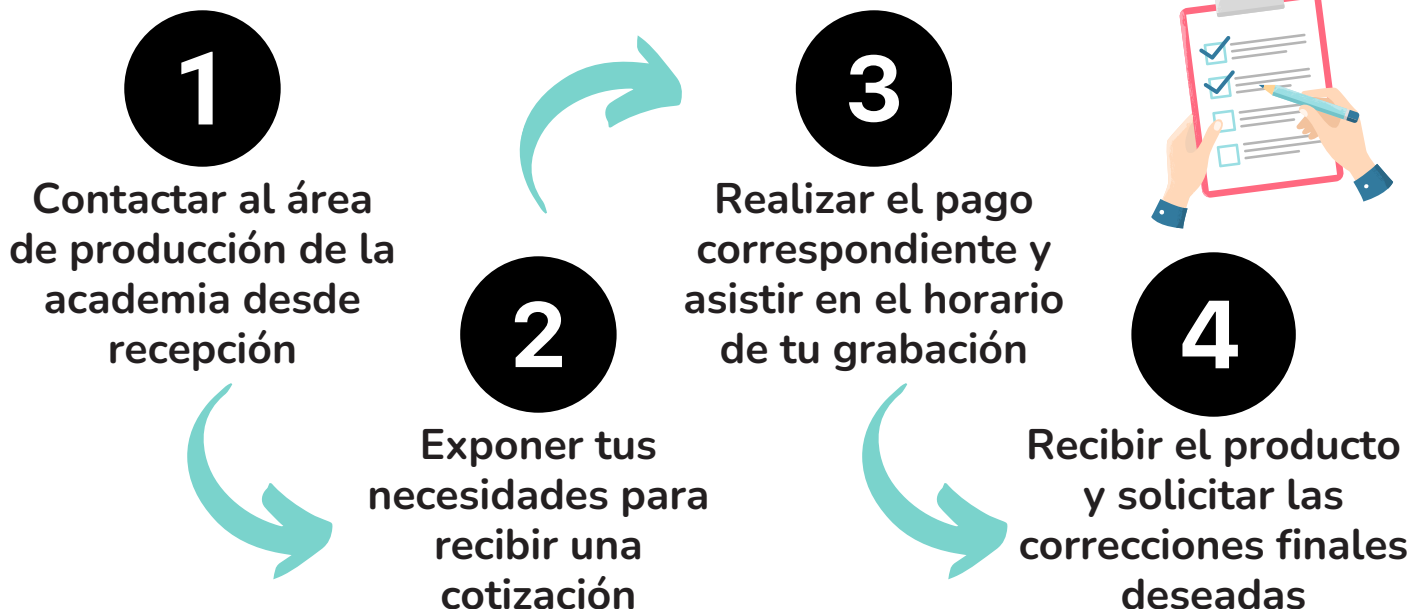 1
Contactar al área
de producción de la
academia desde
recepción
2
Exponer tus
necesidades para
recibir una
cotización
3
Realizar el pago
correspondiente y
asistir en el horario
de tu grabación
4
Recibir el producto
y solicitar las
correcciones finales
deseadas